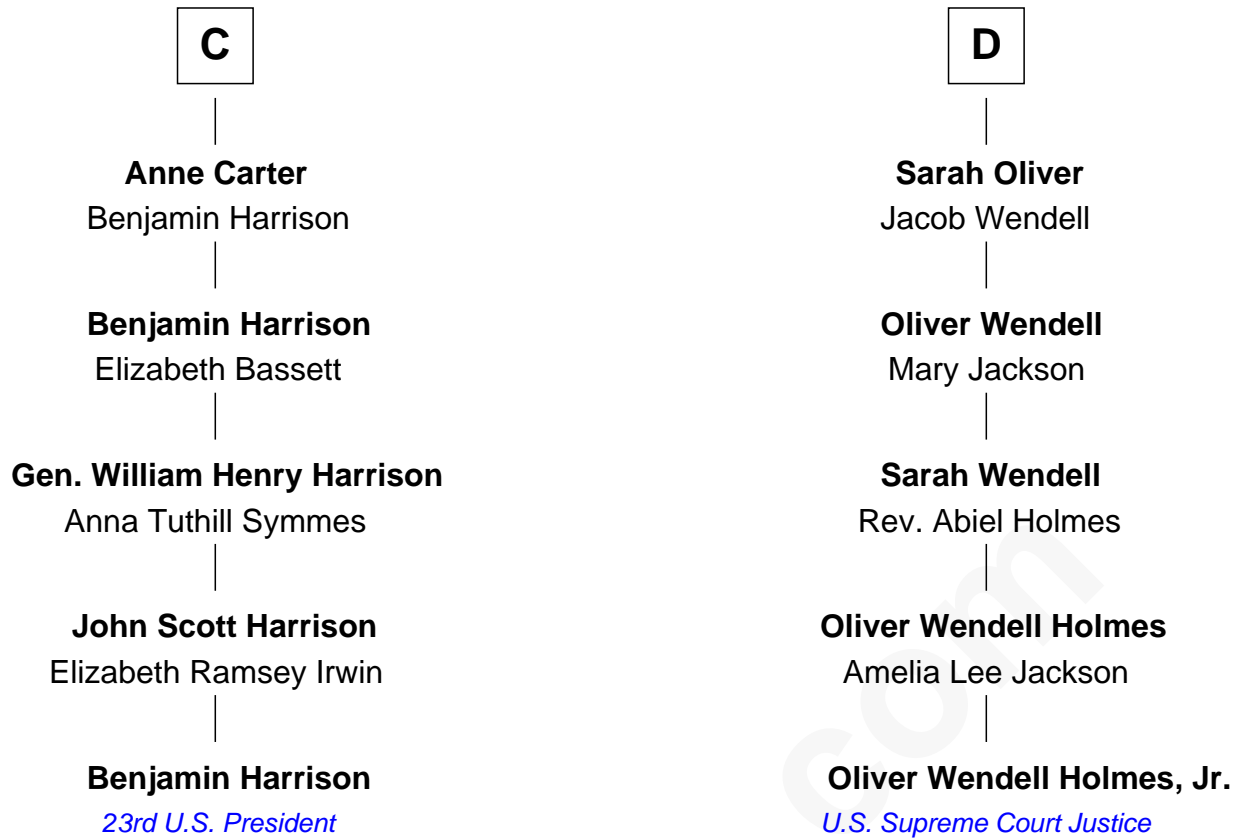 C
Anne Carter
Benjamin Harrison
Benjamin Harrison
Elizabeth Bassett
Gen. William Henry Harrison
Anna Tuthill Symmes
John Scott Harrison
Elizabeth Ramsey Irwin
Benjamin Harrison
23rd U.S. President
D
Sarah Oliver
Jacob Wendell
Oliver Wendell
Mary Jackson
Sarah Wendell
Rev. Abiel Holmes
Oliver Wendell Holmes
Amelia Lee Jackson
Oliver Wendell Holmes, Jr.
U.S. Supreme Court Justice
com